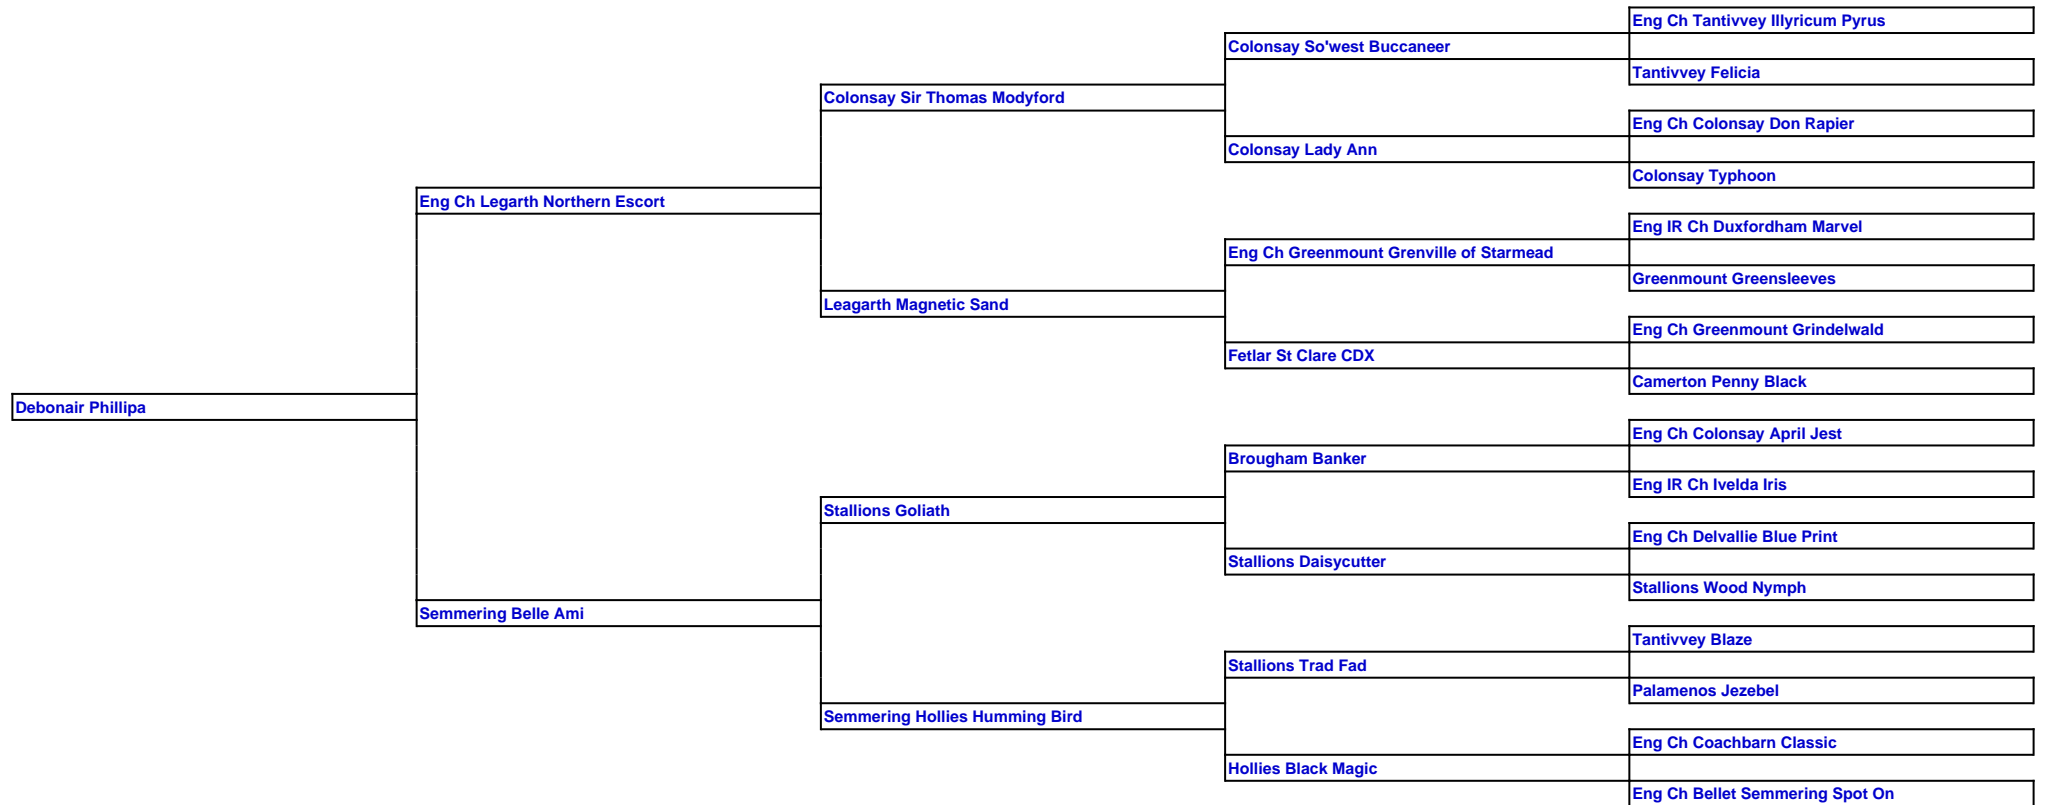 Eng Ch Tantivvey Illyricum Pyrus
Colonsay So'west Buccaneer
Tantivvey Felicia
Colonsay Sir Thomas Modyford
Eng Ch Colonsay Don Rapier
Colonsay Lady Ann
Colonsay Typhoon
Eng Ch Legarth Northern Escort
Eng IR Ch Duxfordham Marvel
Eng Ch Greenmount Grenville of Starmead
Greenmount Greensleeves
Leagarth Magnetic Sand
Eng Ch Greenmount Grindelwald
Fetlar St Clare CDX
Camerton Penny Black
Debonair Phillipa
Eng Ch Colonsay April Jest
Brougham Banker
Eng IR Ch Ivelda Iris
Stallions Goliath
Eng Ch Delvallie Blue Print
Stallions Daisycutter
Stallions Wood Nymph
Semmering Belle Ami
Tantivvey Blaze
Stallions Trad Fad
Palamenos Jezebel
Semmering Hollies Humming Bird
Eng Ch Coachbarn Classic
Hollies Black Magic
Eng Ch Bellet Semmering Spot On